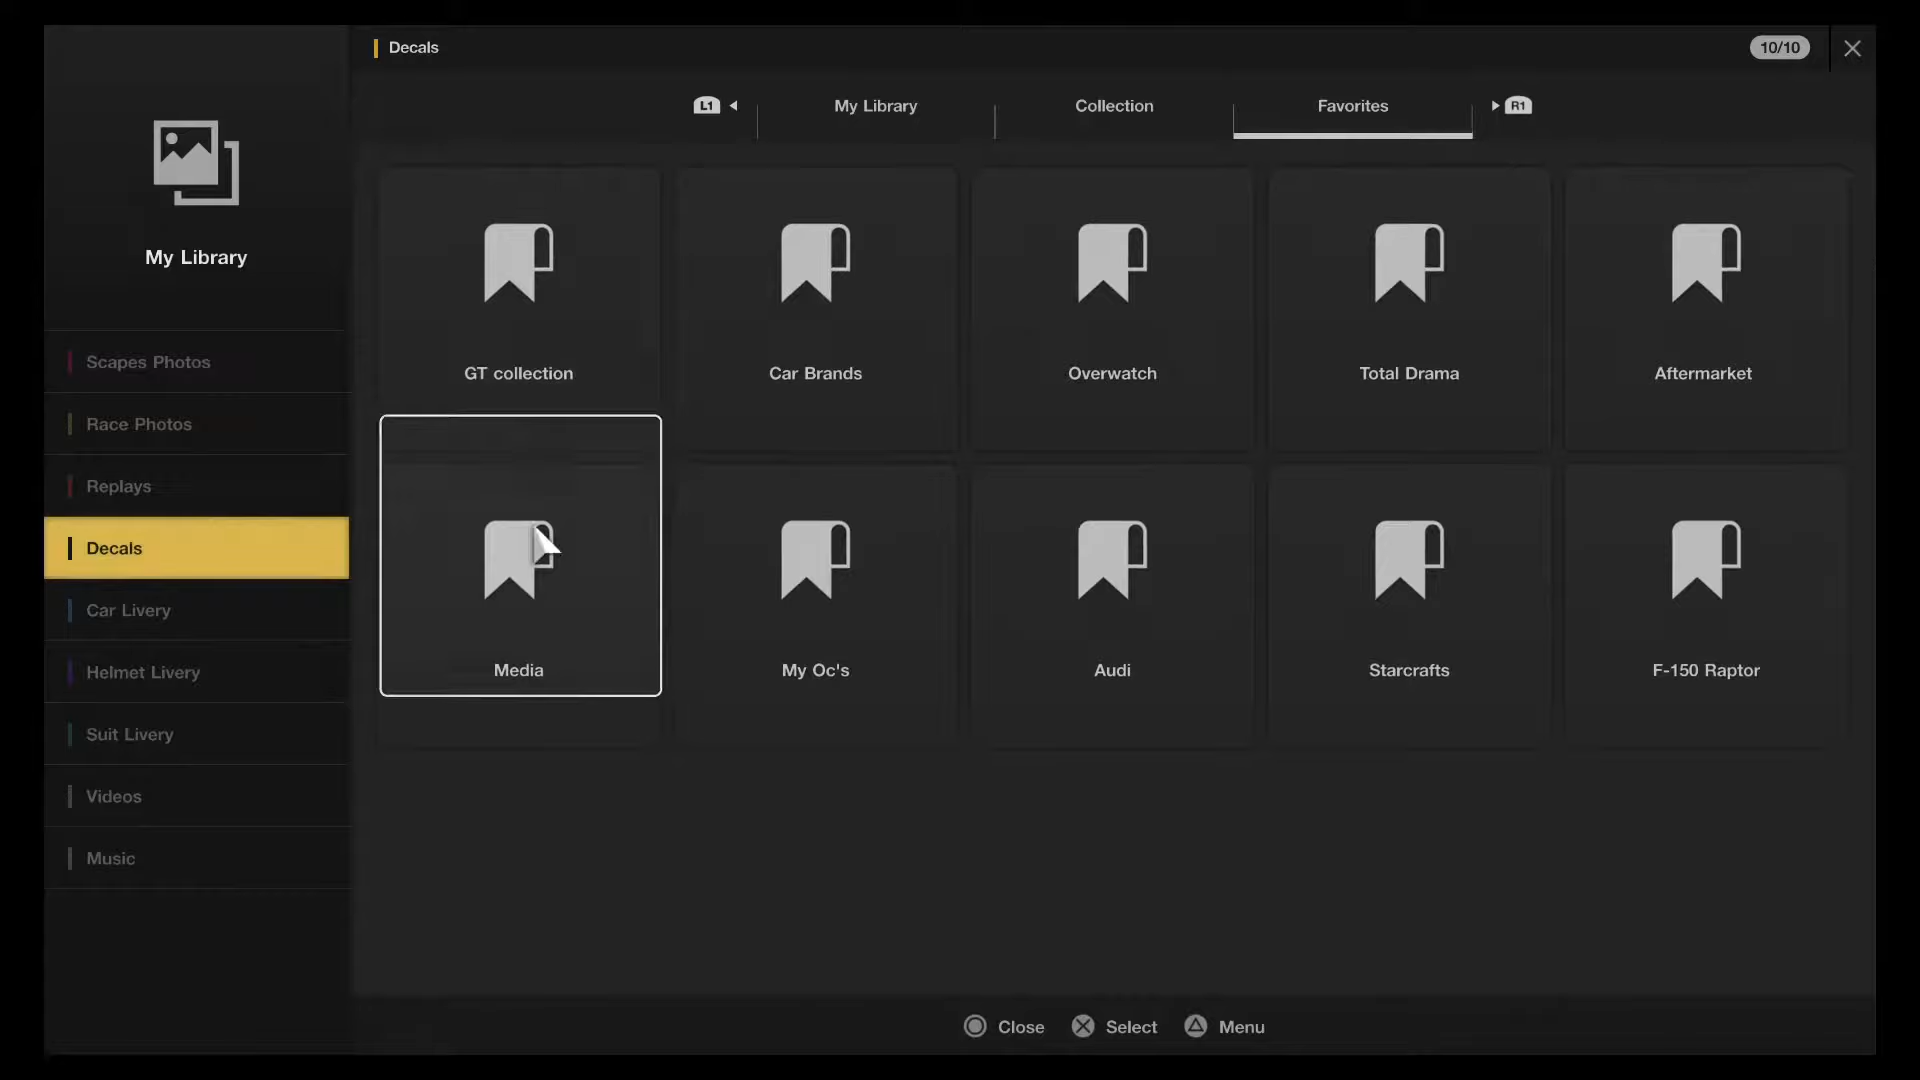 Decals
10/10
L1
My Library
Collection
Favorites
R1
My Library
Scapes Photos
Race Photos
Replays
Decals
Car Livery
Helmet Livery
Suit Livery
Videos
Music
GT collection
Car Brands
Overwatch
Total Drama
Aftermarket
Media
My Oc's
Audi
Starcrafts
F-150 Raptor
Close
Select
Menu